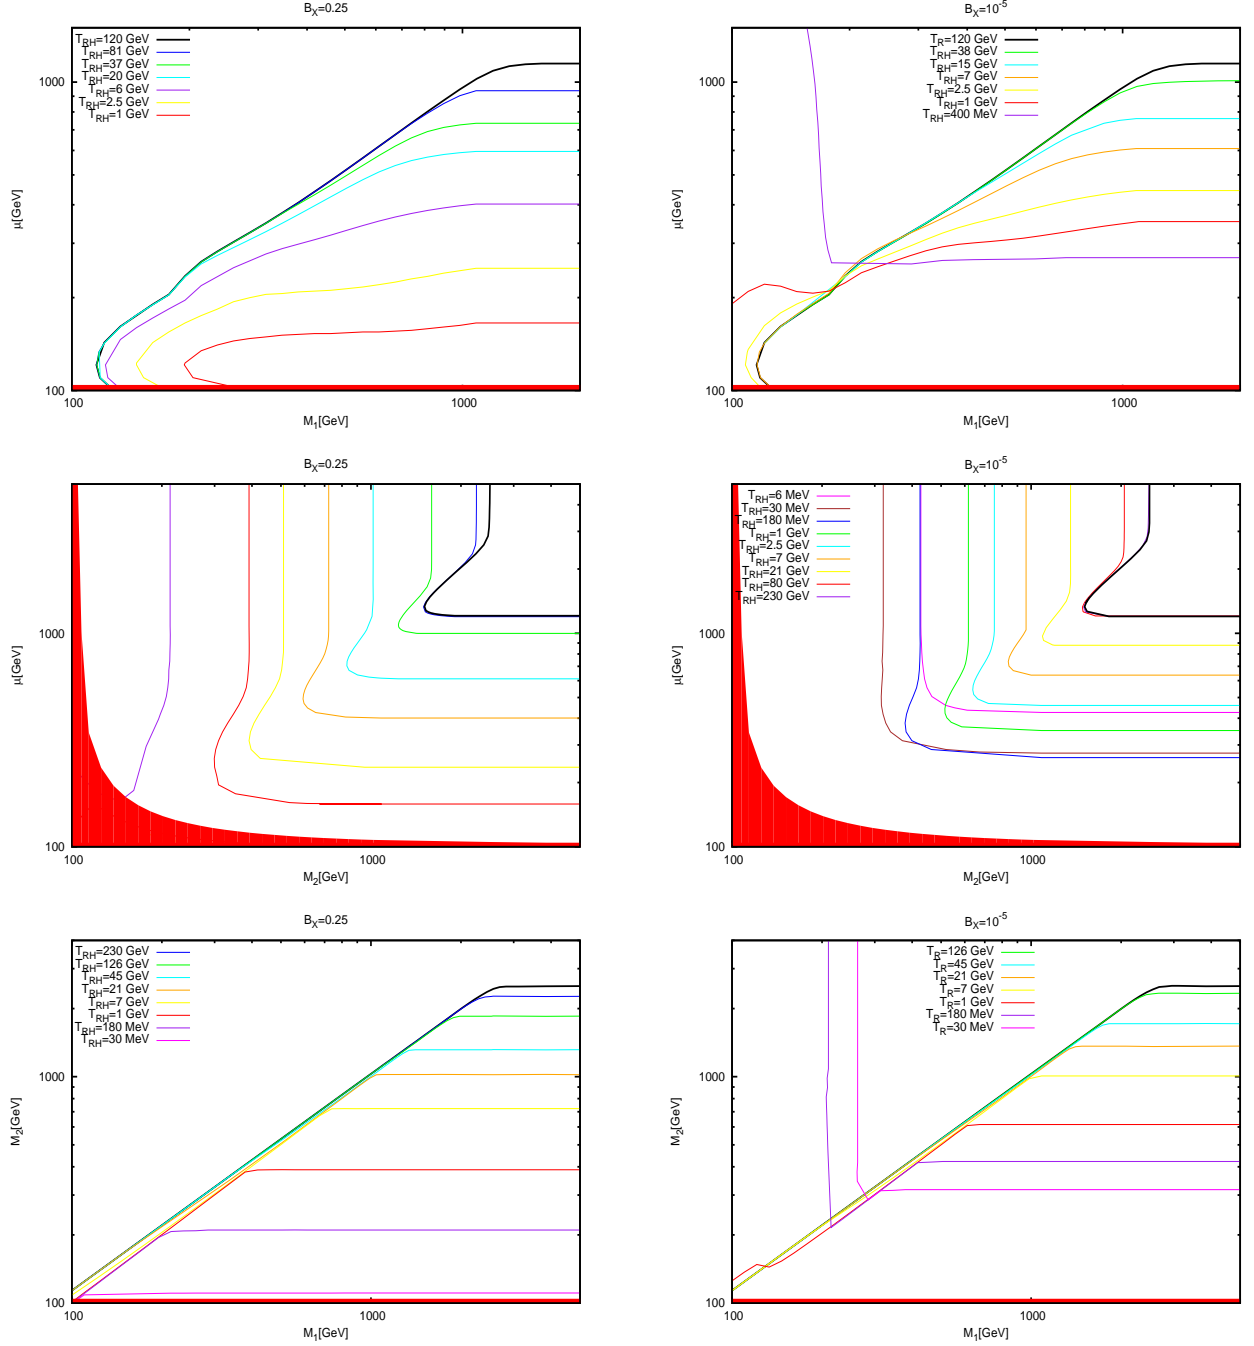 B_X=0.25
T_RH=120 GeV
T_RH=81 GeV
T_RH=37 GeV
T_RH=20 GeV
T_RH=6 GeV
T_RH=2.5 GeV
T_RH=1 GeV
1000
μ[GeV]
100
100 1000
M_1[GeV]
B_X=10^-5
T_R=120 GeV
T_RH=38 GeV
T_RH=15 GeV
T_RH=7 GeV
T_RH=2.5 GeV
T_RH=1 GeV
T_RH=400 MeV
1000
μ[GeV]
100
100 1000
M_1[GeV]
B_X=0.25
1000
μ[GeV]
100
100 1000
M_2[GeV]
B_X=10^-5
T_RH=6 MeV
T_RH=30 MeV
T_RH=180 MeV
T_RH=1 GeV
T_RH=2.5 GeV
T_RH=7 GeV
T_RH=21 GeV
T_RH=80 GeV
T_RH=230 GeV
1000
μ[GeV]
100
100 1000
M_2[GeV]
B_X=0.25
T_RH=230 GeV
T_RH=126 GeV
T_RH=45 GeV
T_RH=21 GeV
T_RH=7 GeV
T_RH=1 GeV
T_RH=180 MeV
T_RH=30 MeV
1000
M_2[GeV]
100
100 1000
M_1[GeV]
B_X=10^-5
T_R=126 GeV
T_R=45 GeV
T_R=21 GeV
T_R=7 GeV
T_R=1 GeV
T_R=180 MeV
T_R=30 MeV
1000
M_2[GeV]
100
100 1000
M_1[GeV]